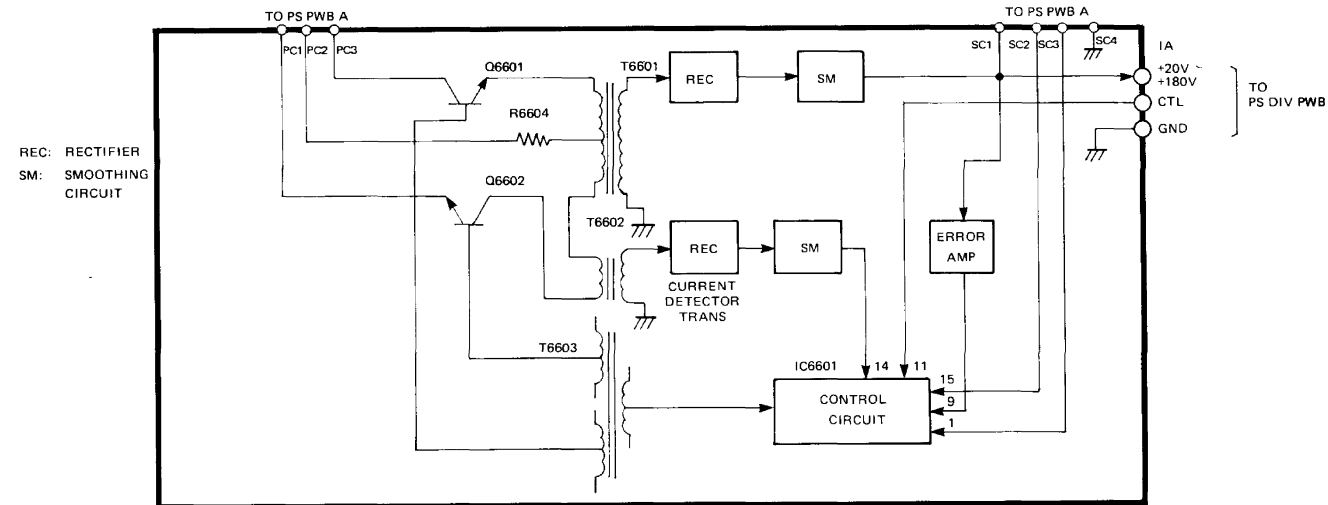 TO PS PWB A
TO PS PWB A
PC1 PC2 PC3
SC1 SC2 SC3 SC4
IA
Q6601
T6601
REC
SM
+20V
+180V
CTL
GND
TO
PS DIV PWB
R6604
REC: RECTIFIER
SM: SMOOTHING
CIRCUIT
Q6602
T6602
REC
SM
ERROR
AMP
CURRENT
DETECTOR
TRANS
T6603
IC6601
14
11
15
9
1
CONTROL
CIRCUIT